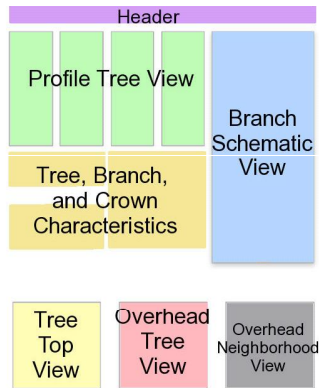 Header
Profile Tree View
Branch
Schematic
View
Tree, Branch,
and Crown
Characteristics
Tree
Top
View
Overhead
Tree
View
Overhead
Neighborhood
View